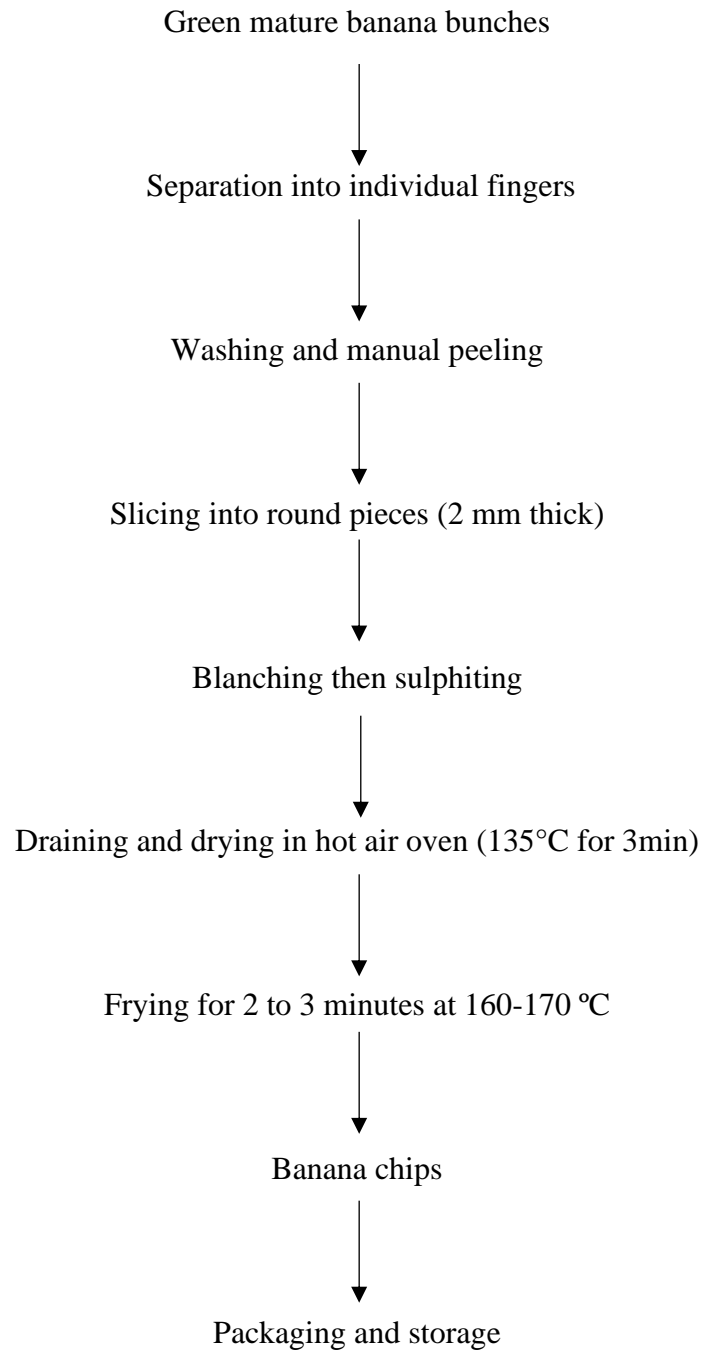 Green mature banana bunches
Separation into individual fingers
Washing and manual peeling
Slicing into round pieces (2 mm thick)
Blanching then sulphiting
Draining and drying in hot air oven (135°C for 3min)
Frying for 2 to 3 minutes at 160-170 ºC
Banana chips
Packaging and storage